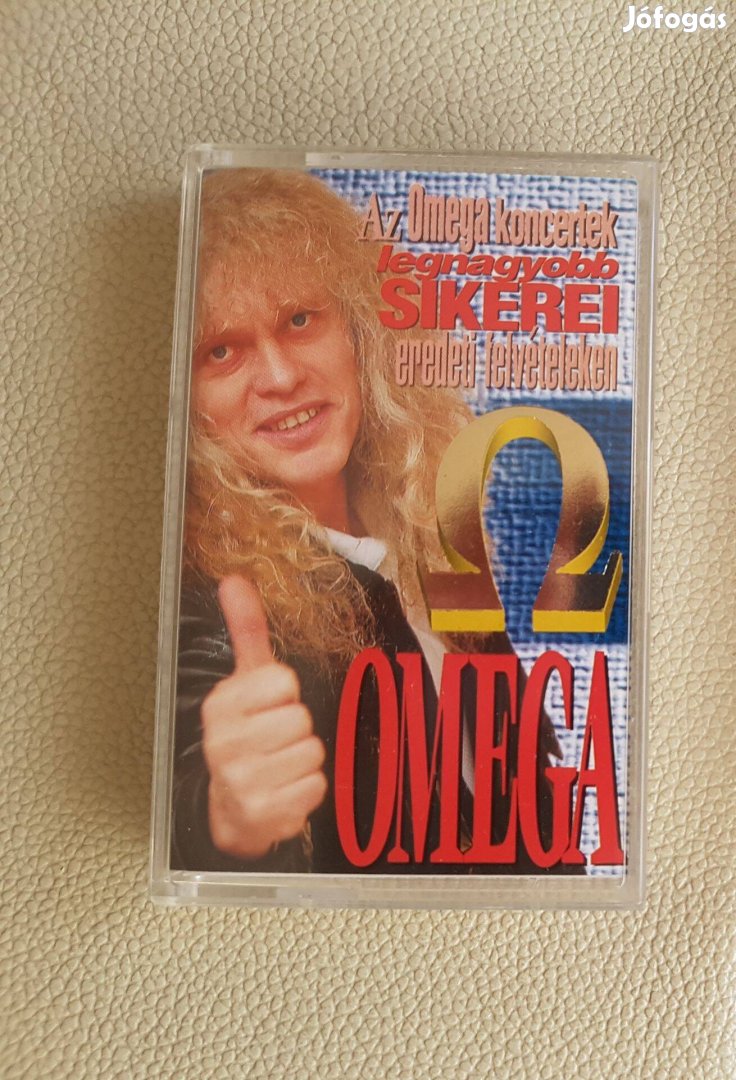 Jófogás
Az Omega koncertek
legnagyobb
SIKEREI
eredeti felvételeken
Ω
OMEGA